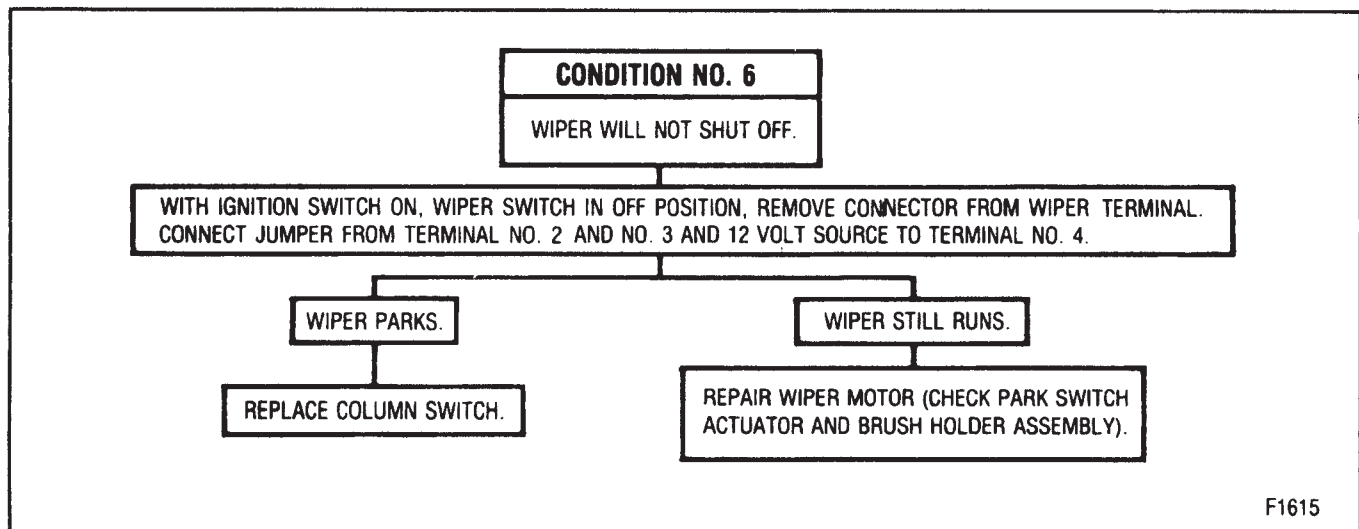 CONDITION NO. 6
WIPER WILL NOT SHUT OFF.
WITH IGNITION SWITCH ON, WIPER SWITCH IN OFF POSITION, REMOVE CONNECTOR FROM WIPER TERMINAL.
CONNECT JUMPER FROM TERMINAL NO. 2 AND NO. 3 AND 12 VOLT SOURCE TO TERMINAL NO. 4.
WIPER PARKS.
WIPER STILL RUNS.
REPLACE COLUMN SWITCH.
REPAIR WIPER MOTOR (CHECK PARK SWITCH
ACTUATOR AND BRUSH HOLDER ASSEMBLY).
F1615